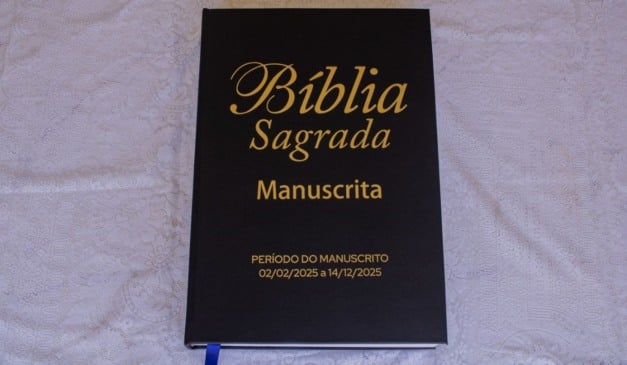 Bíblia
Sagrada
Manuscrita
PERÍODO DO MANUSCRITO
02/02/2025 a 14/12/2025